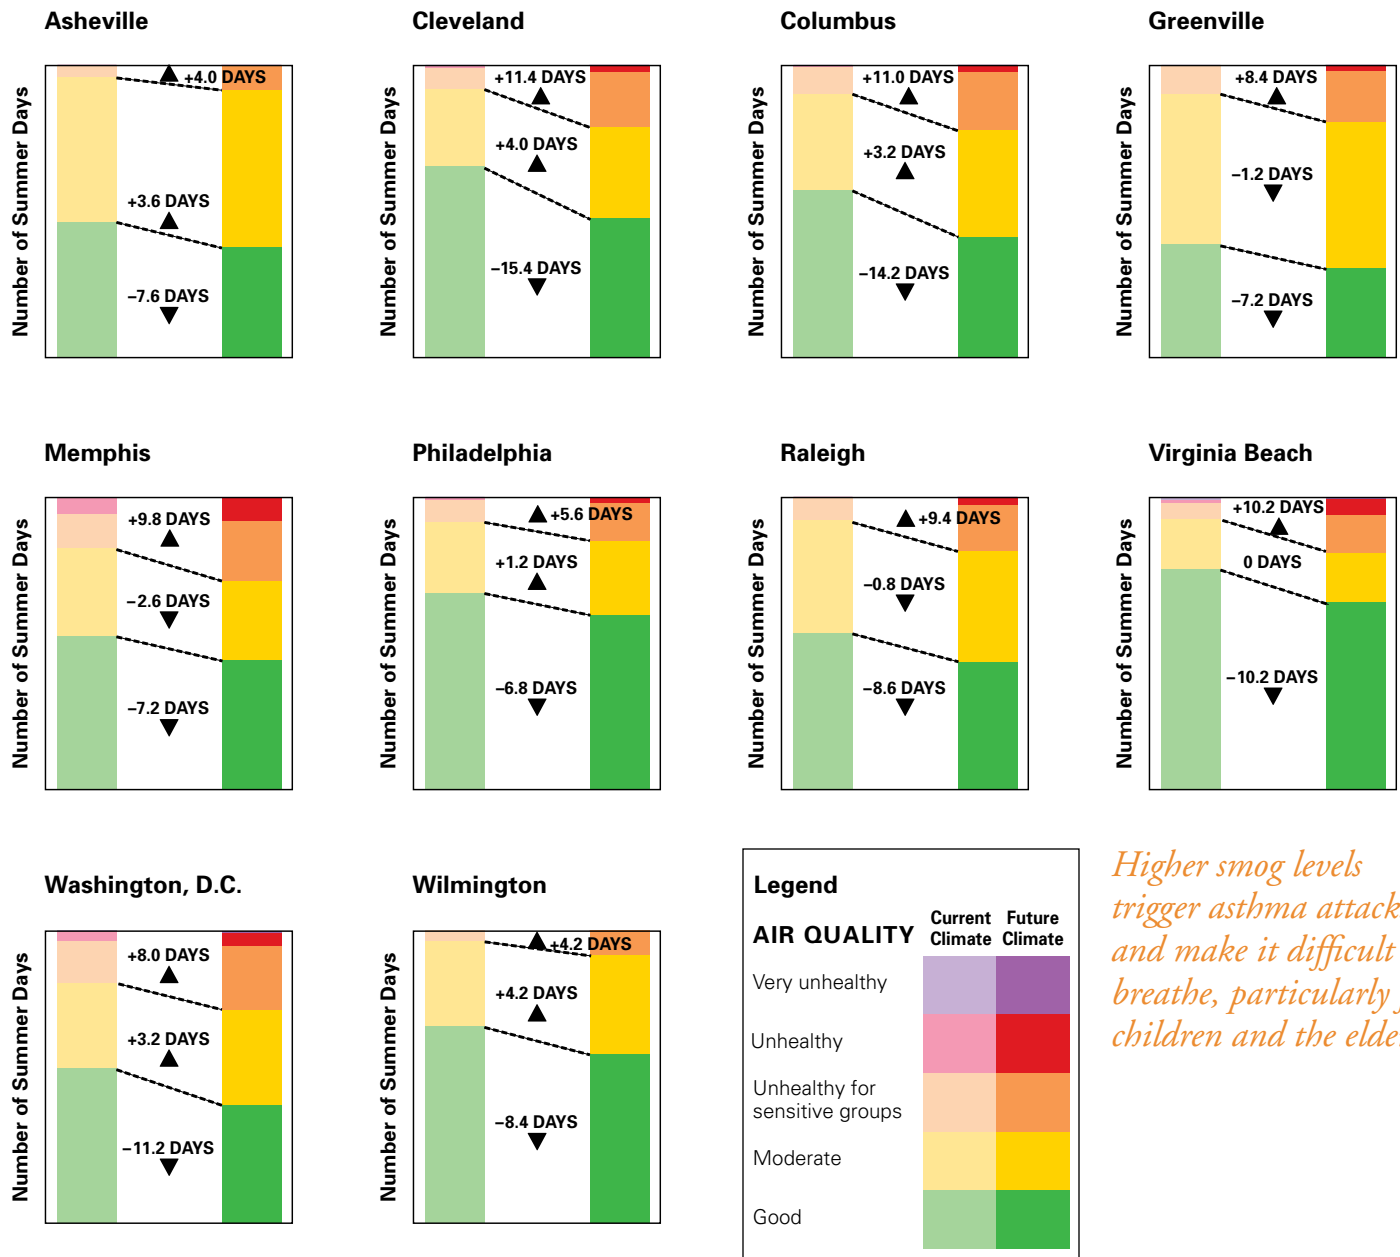 Asheville
Number of Summer Days
+4.0 DAYS
+3.6 DAYS
−7.6 DAYS
Cleveland
Number of Summer Days
+11.4 DAYS
+4.0 DAYS
−15.4 DAYS
Columbus
Number of Summer Days
+11.0 DAYS
+3.2 DAYS
−14.2 DAYS
Greenville
Number of Summer Days
+8.4 DAYS
−1.2 DAYS
−7.2 DAYS
Memphis
Number of Summer Days
+9.8 DAYS
−2.6 DAYS
−7.2 DAYS
Philadelphia
Number of Summer Days
+5.6 DAYS
+1.2 DAYS
−6.8 DAYS
Raleigh
Number of Summer Days
+9.4 DAYS
−0.8 DAYS
−8.6 DAYS
Virginia Beach
Number of Summer Days
+10.2 DAYS
0 DAYS
−10.2 DAYS
Washington, D.C.
Number of Summer Days
+8.0 DAYS
+3.2 DAYS
−11.2 DAYS
Wilmington
Number of Summer Days
+4.2 DAYS
+4.2 DAYS
−8.4 DAYS
Legend
AIR QUALITY
Current Climate
Future Climate
Very unhealthy
Unhealthy
Unhealthy for
sensitive groups
Moderate
Good
Higher smog levels
trigger asthma attack
and make it difficult
breathe, particularly
children and the elde